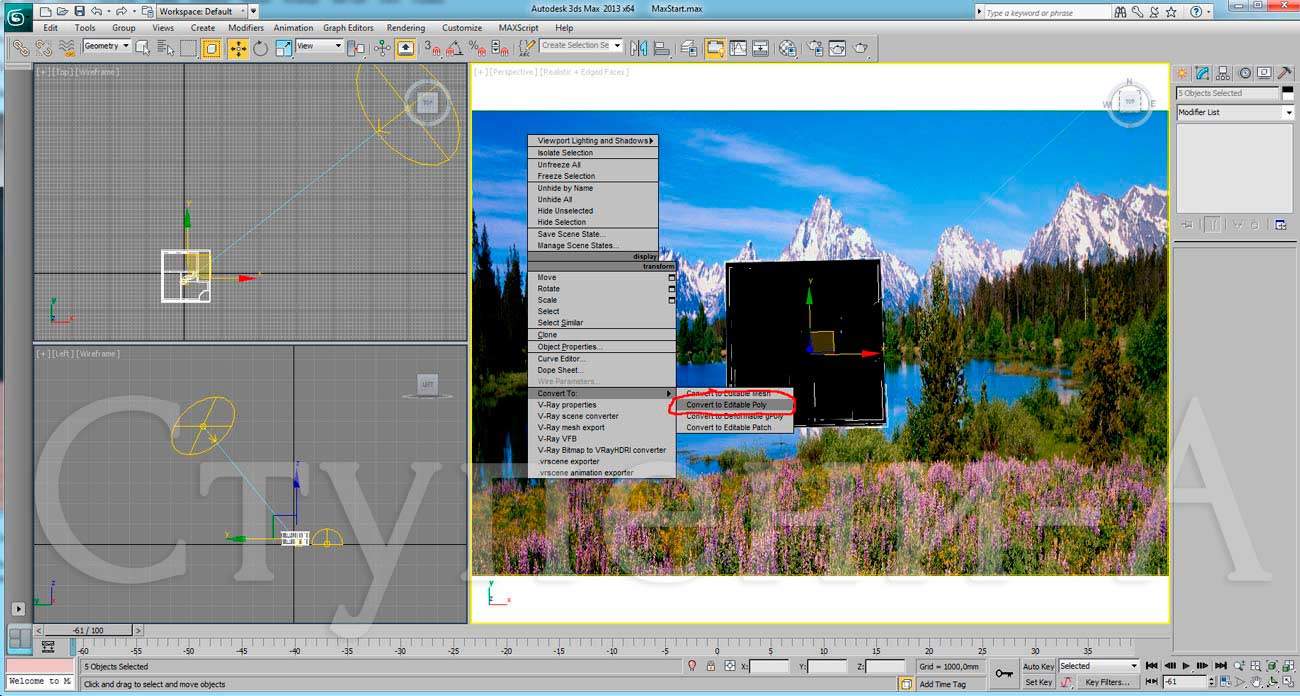 Workspace: Default
Autodesk 3ds Max 2013 x64 MaxStart.max
Type a keyword or phrase
Edit Tools Group Views Create Modifiers Animation Graph Editors Rendering Customize MAXScript Help
Geometry View 3 Create Selection Se
[+] [Top] [Wireframe]
TOP
[+] [Perspective] [Realistic + Edged Faces]
N
W TOP E
5 Objects Selected
Modifier List
Viewport Lighting and Shadows
Isolate Selection
Unfreeze All
Freeze Selection
Unhide by Name
Unhide All
Hide Unselected
Hide Selection
Save Scene State...
Manage Scene States...
display
transform
Move
Rotate
Scale
Select
Select Similar
Clone
Object Properties...
Curve Editor...
Dope Sheet...
Wire Parameters...
Convert To:
Convert to Editable Mesh
Convert to Editable Poly
Convert to Deformable gPoly
Convert to Editable Patch
V-Ray properties
V-Ray scene converter
V-Ray mesh export
V-Ray VFB
V-Ray Bitmap to VRayHDRI converter
.vrscene exporter
.vrscene animation exporter
[+] [Left] [Wireframe]
LEFT
-61 / 100
-60 -55 -50 -45 -40 -35 -30 -25 -20 -15 -10 -5 0 5 10 15 20 25 30 35
5 Objects Selected
X: Y: Z: Grid = 1000,0mm
Auto Key Selected
Welcome to M
Click and drag to select and move objects
Add Time Tag
Set Key Key Filters... -61